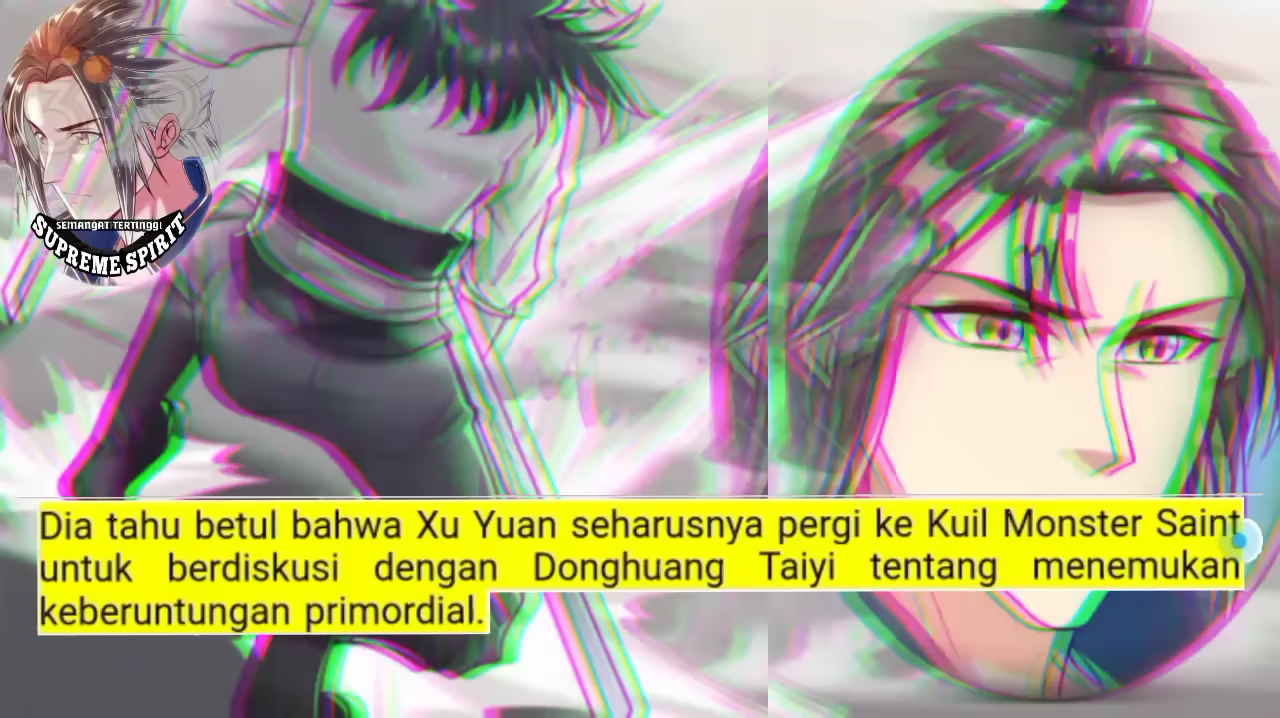 SEMANGAT TERTINGGI
SUPREME SPIRIT
Dia tahu betul bahwa Xu Yuan seharusnya pergi ke Kuil Monster Saint
untuk berdiskusi dengan Donghuang Taiyi tentang menemukan
keberuntungan primordial.